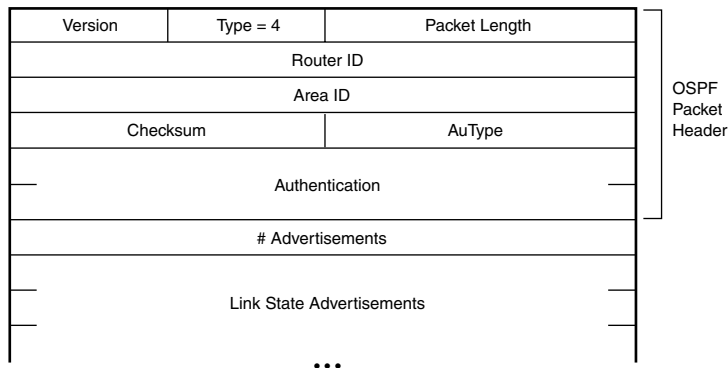 Version Type = 4 Packet Length
Router ID
Area ID
Checksum AuType
Authentication
# Advertisements
Link State Advertisements
•••
OSPF
Packet
Header